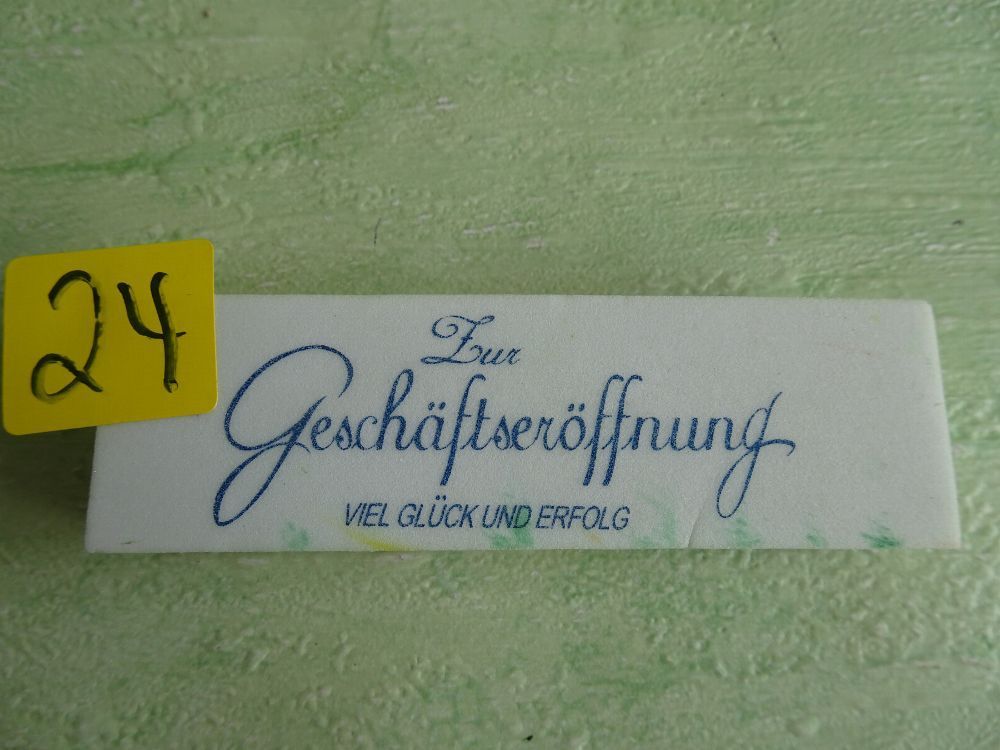 24
Zur
Geschäftseröffnung
VIEL GLÜCK UND ERFOLG